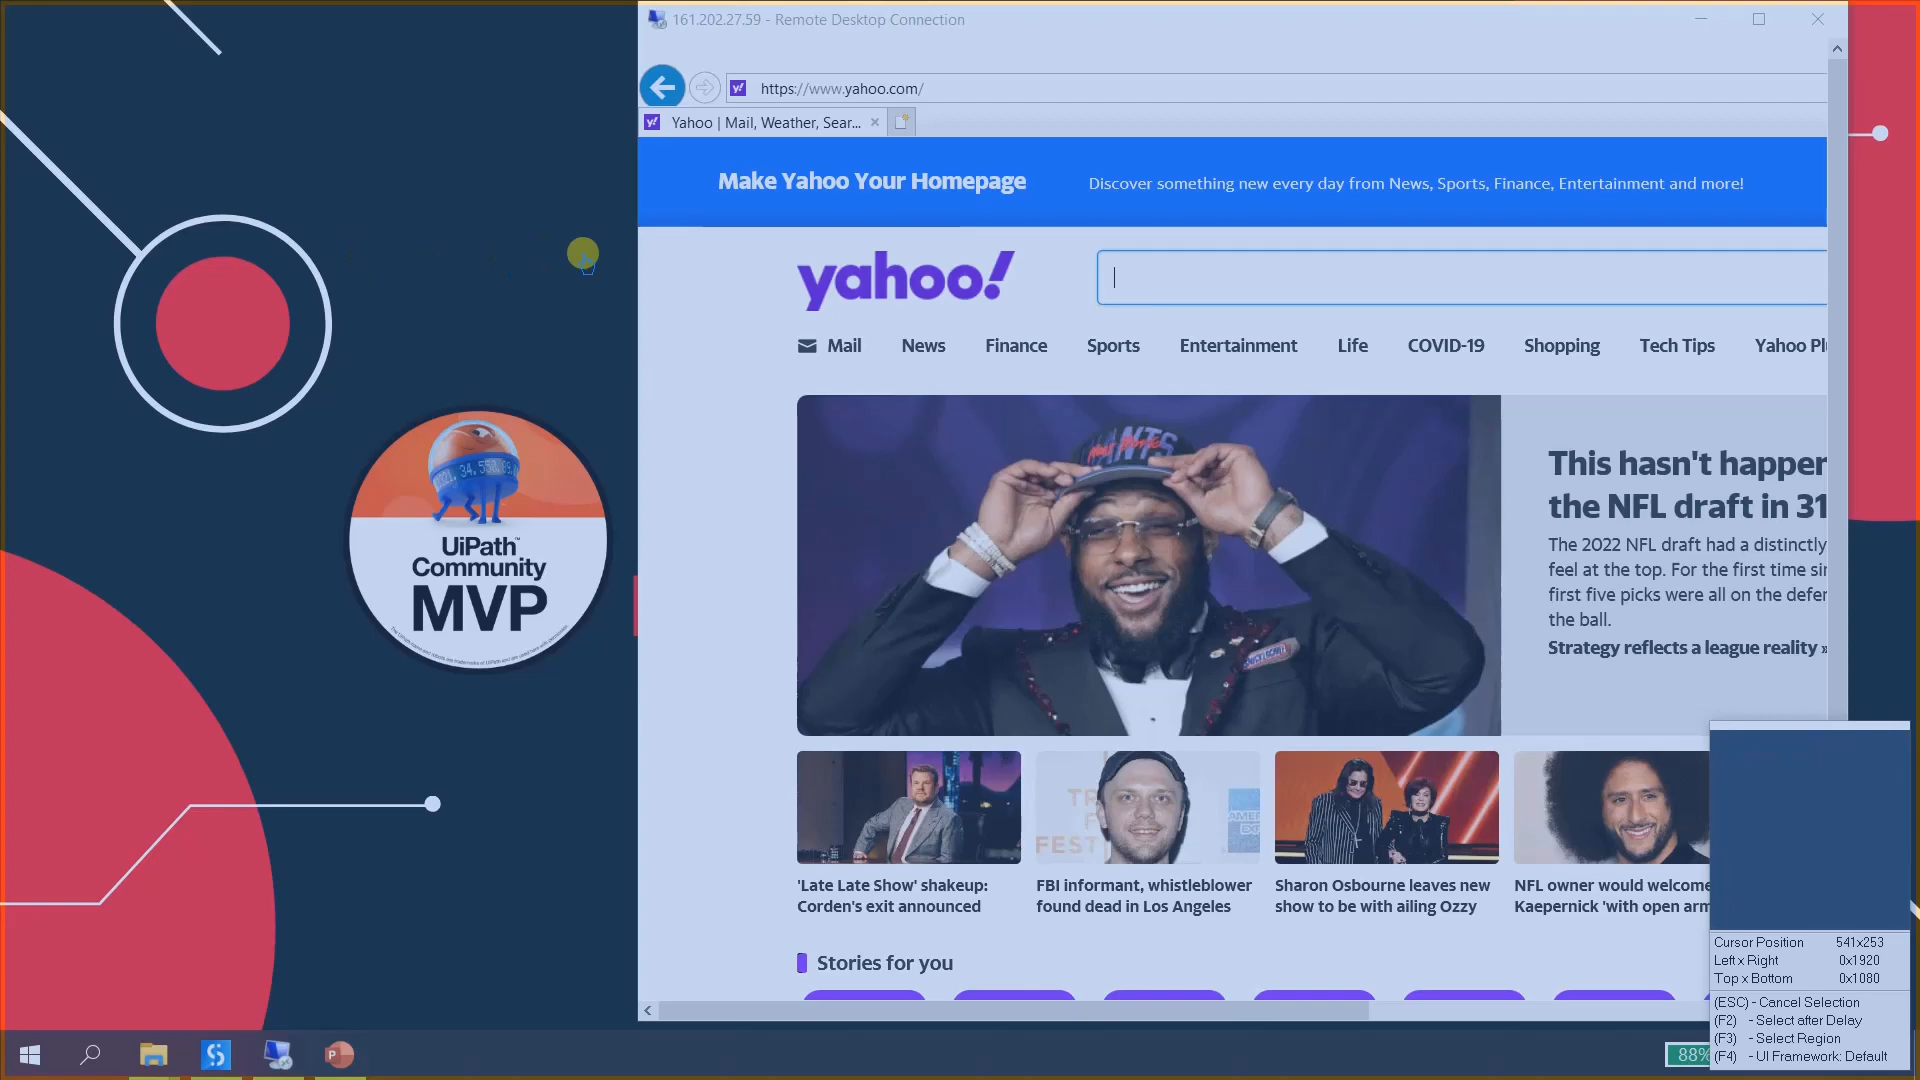 161.202.27.59 - Remote Desktop Connection
https://www.yahoo.com/
Yahoo | Mail, Weather, Sear...
Make Yahoo Your Homepage
Discover something new every day from News, Sports, Finance, Entertainment and more!
yahoo!
Mail News Finance Sports Entertainment Life COVID-19 Shopping Tech Tips Yahoo Pl
This hasn't happen
the NFL draft in 31
The 2022 NFL draft had a distinctly
feel at the top. For the first time sin
first five picks were all on the defen
the ball.
Strategy reflects a league reality »
UiPath™
Community
MVP
'Late Late Show' shakeup:
Corden's exit announced
FBI informant, whistleblower
found dead in Los Angeles
Sharon Osbourne leaves new
show to be with ailing Ozzy
NFL owner would welcome
Kaepernick 'with open arm
Stories for you
Cursor Position 541x253
Left x Right 0x1920
Top x Bottom 0x1080
(ESC) - Cancel Selection
(F2) - Select after Delay
(F3) - Select Region
(F4) - UI Framework: Default
88%